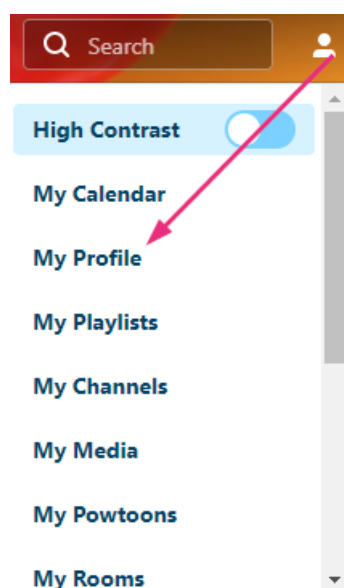 Search
High Contrast
My Calendar
My Profile
My Playlists
My Channels
My Media
My Powtoons
My Rooms